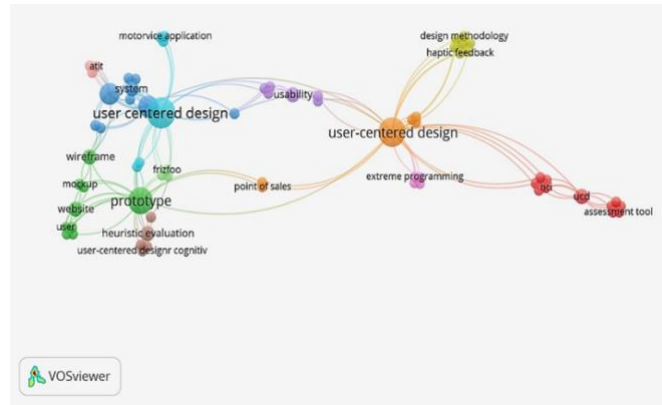 motorvice application
design methodology
haptic feedback
atit
system
usability
user centered design
user-centered design
wireframe
frizfoo
extreme programming
mockup
point of sales
prototype
ucd
website
assessment tool
user
heuristic evaluation
user-centered designr cognitiv
VOSviewer